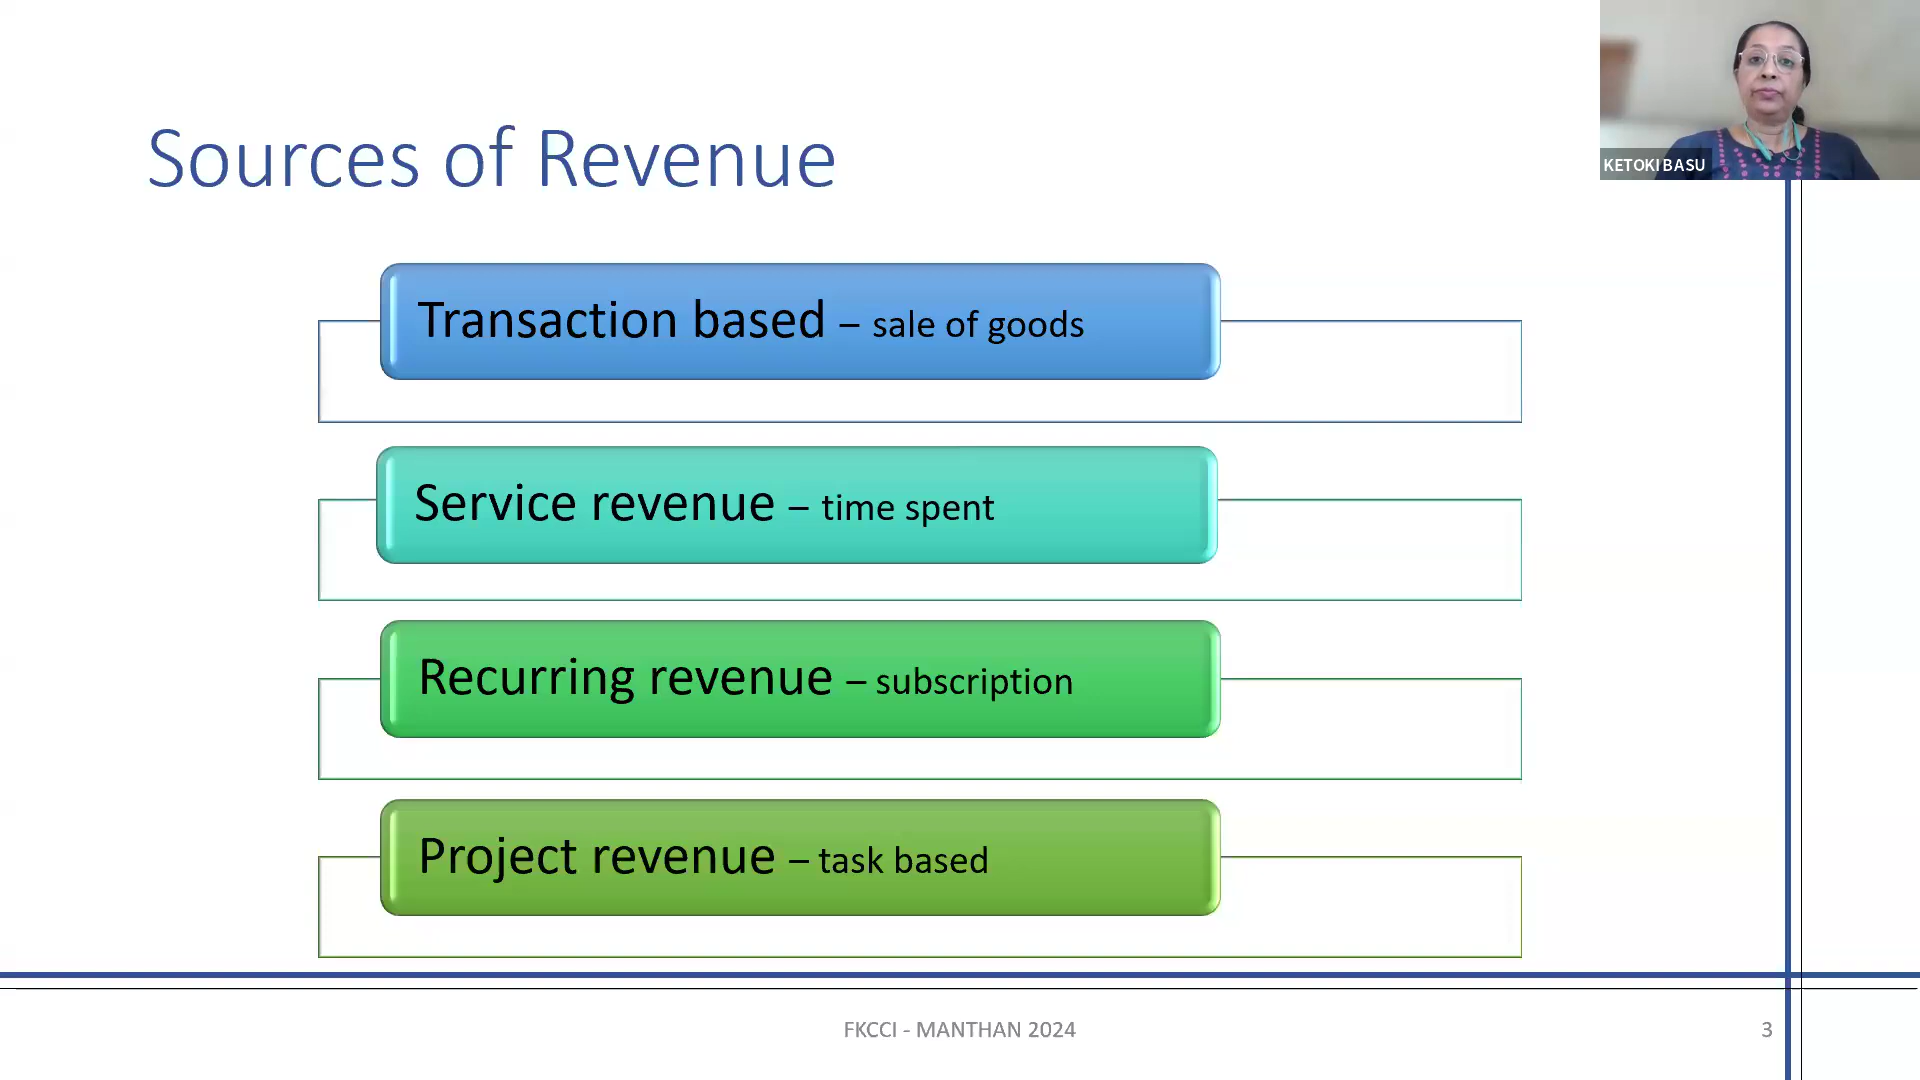 Sources of Revenue
KETOKI BASU
Transaction based – sale of goods
Service revenue – time spent
Recurring revenue – subscription
Project revenue – task based
FKCCI - MANTHAN 2024
3